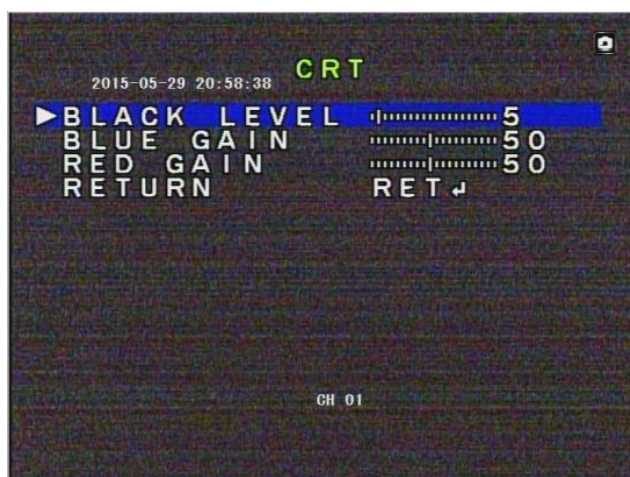 CRT
2015-05-29 20:58:38
BLACK LEVEL 5
BLUE GAIN 50
RED GAIN 50
RETURN RET↲
CH 01